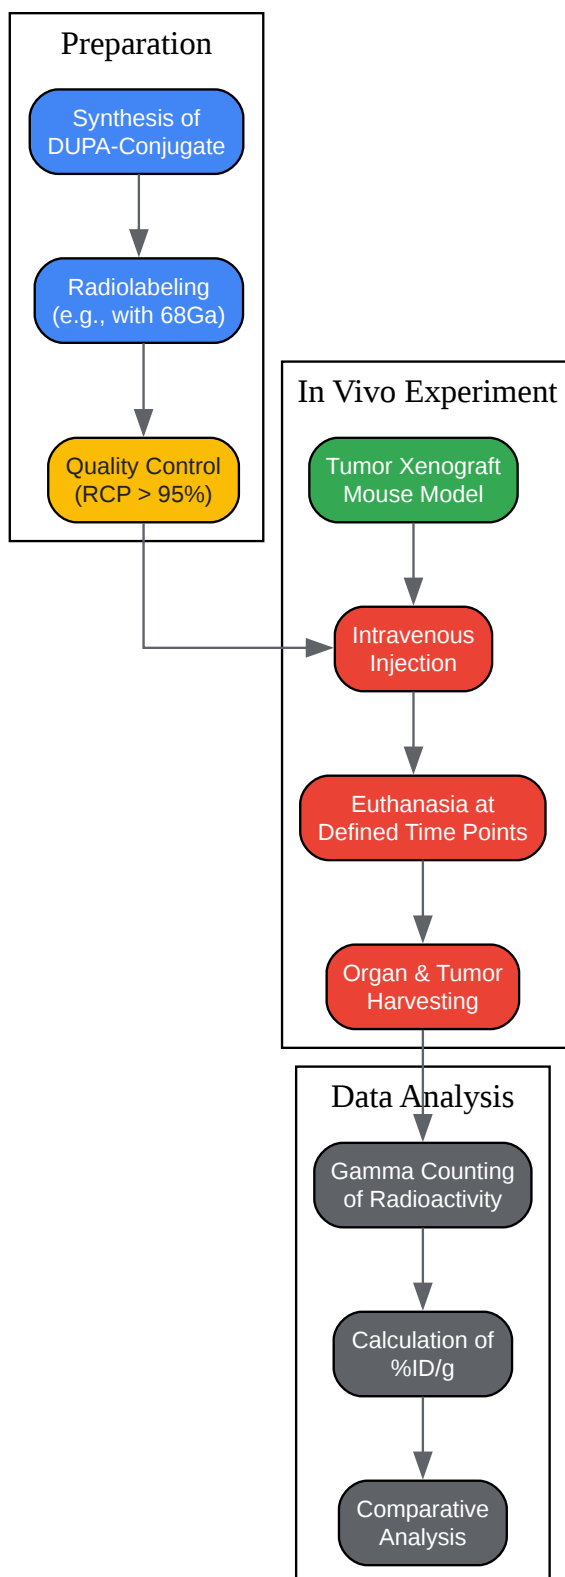 Preparation
Synthesis of
DUPA-Conjugate
Radiolabeling
(e.g., with 68Ga)
Quality Control
(RCP > 95%)
In Vivo Experiment
Tumor Xenograft
Mouse Model
Intravenous
Injection
Euthanasia at
Defined Time Points
Organ & Tumor
Harvesting
Data Analysis
Gamma Counting
of Radioactivity
Calculation of
%ID/g
Comparative
Analysis